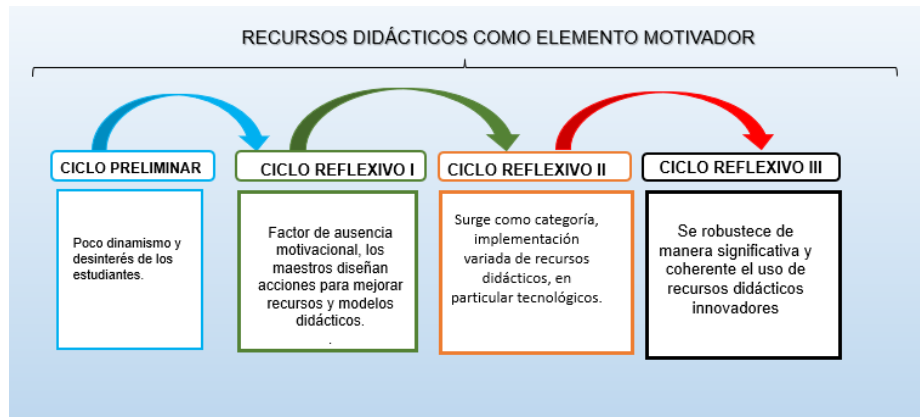 RECURSOS DIDÁCTICOS COMO ELEMENTO MOTIVADOR
CICLO PRELIMINAR
Poco dinamismo y
desinterés de los
estudiantes.
CICLO REFLEXIVO I
Factor de ausencia
motivacional, los
maestros diseñan
acciones para mejorar
recursos y modelos
didácticos.
.
CICLO REFLEXIVO II
Surge como categoría,
implementación
variada de recursos
didácticos, en
particular tecnológicos.
CICLO REFLEXIVO III
Se robustece de
manera significativa y
coherente el uso de
recursos didácticos
innovadores